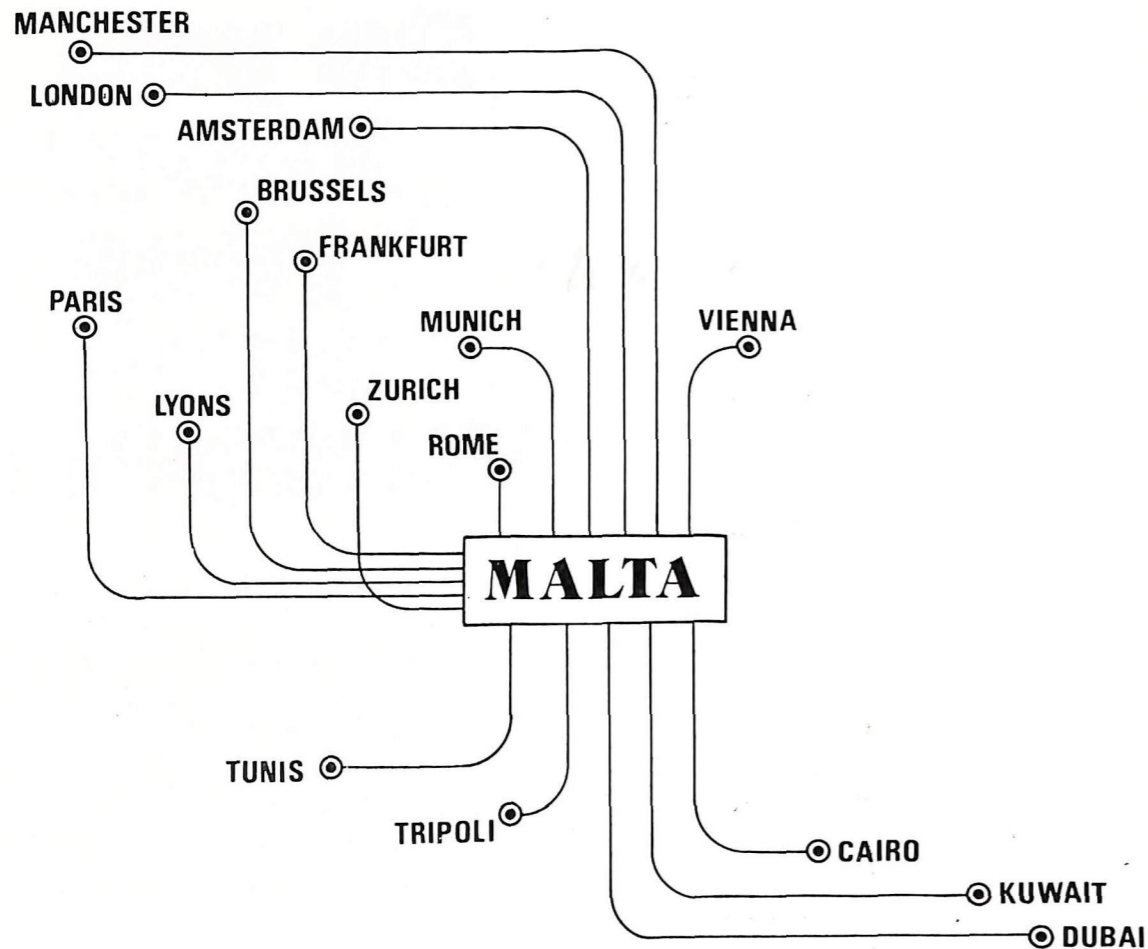 MANCHESTER
LONDON
AMSTERDAM
BRUSSELS
FRANKFURT
PARIS
MUNICH
VIENNA
ZURICH
LYONS
ROME
MALTA
TUNIS
TRIPOLI
CAIRO
KUWAIT
DUBAI